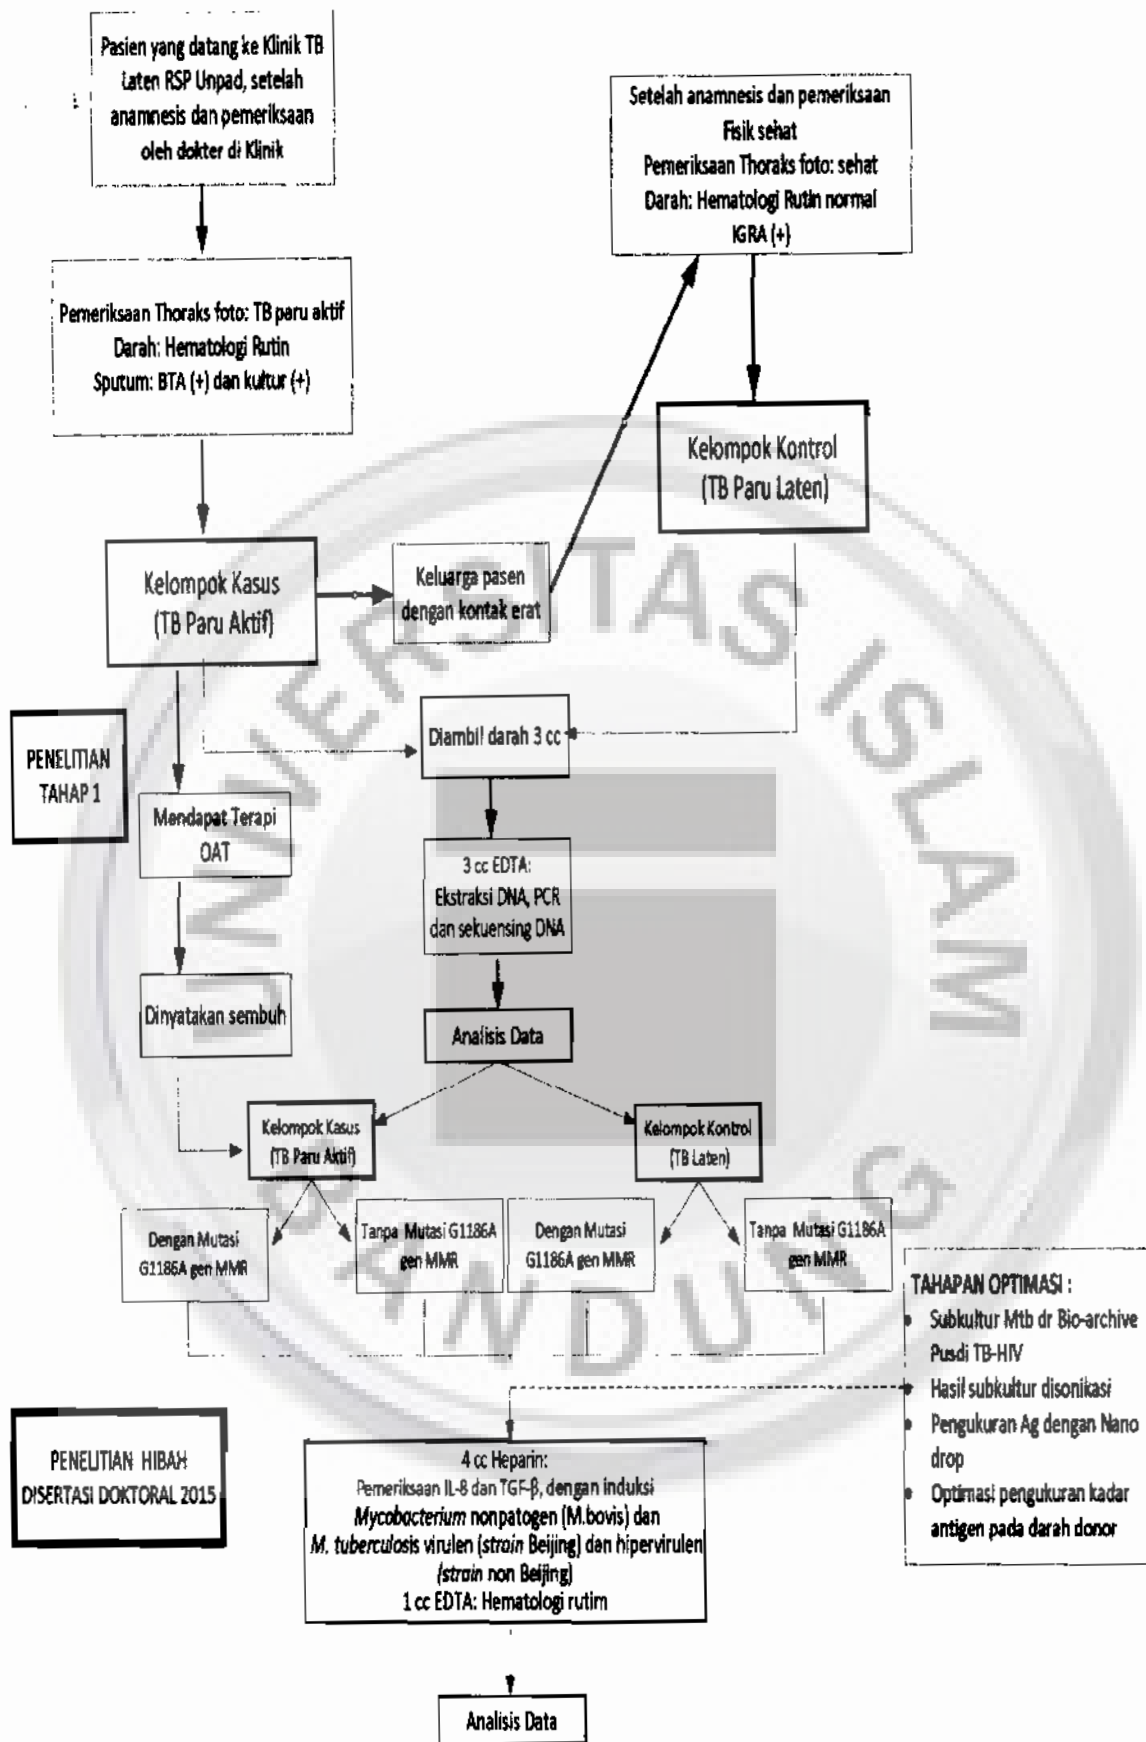 Pasien yang datang ke Klinik TB
Laten RSP Unpad, setelah
anamnesis dan pemeriksaan
oleh dokter di Klinik
Setelah anamnesis dan pemeriksaan
Fisik sehat
Pemeriksaan Thoraks foto: sehat
Darah: Hematologi Rutin normal
IGRA (+)
Pemeriksaan Thoraks foto: TB paru aktif
Darah: Hematologi Rutin
Sputum: BTA (+) dan kultur (+)
Kelompok Kontrol
(TB Paru Laten)
Kelompok Kasus
(TB Paru Aktif)
Keluarga pasen
dengan kontak erat
PENELITIAN
TAHAP 1
Diambil darah 3 cc
Mendapat Terapi
OAT
3 cc EDTA:
Ekstraksi DNA, PCR
dan sekuensing DNA
Dinyatakan sembuh
Analisis Data
Kelompok Kasus
(TB Paru Aktif)
Kelompok Kontrol
(TB Laten)
Dengan Mutasi
G1186A gen MMR
Tanpa Mutasi G1186A
gen MMR
Dengan Mutasi
G1186A gen MMR
Tanpa Mutasi G1186A
gen MMR
TAHAPAN OPTIMASI :
• Subkultur Mtb dr Bio-archive
Pusdi TB-HIV
• Hasil subkultur disonikasi
• Pengukuran Ag dengan Nano
drop
• Optimasi pengukuran kadar
antigen pada darah donor
PENELITIAN HIBAH
DISERTASI DOKTORAL 2015
4 cc Heparin:
Pemeriksaan IL-8 dan TGF-β, dengan induksi
Mycobacterium nonpatogen (M.bovis) dan
M. tuberculosis virulen (strain Beijing) dan hipervirulen
(strain non Beijing)
1 cc EDTA: Hematologi rutim
Analisis Data
UNIVERSITAS ISLAM
BANDUNG